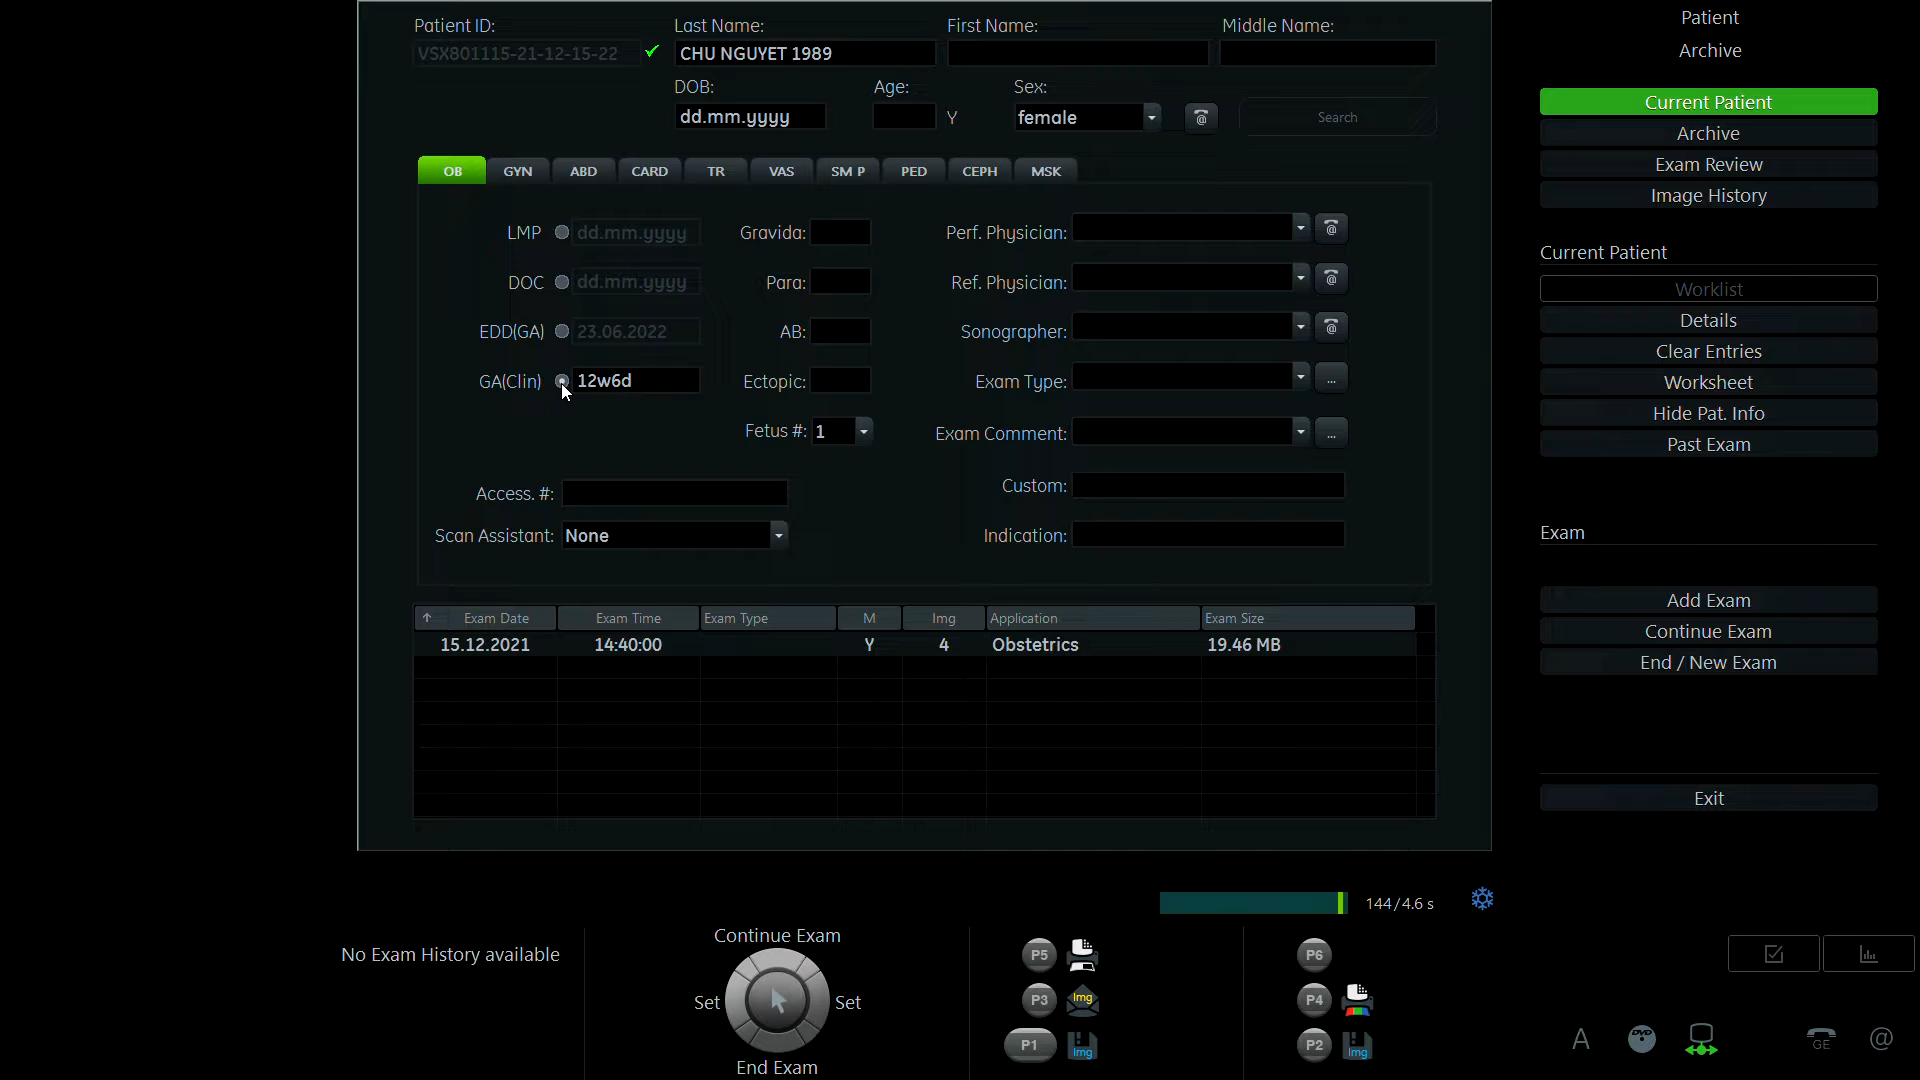 Patient ID: Last Name: First Name: Middle Name:
VSX801115-21-12-15-22 CHU NGUYET 1989
DOB: Age: Sex:
dd.mm.yyyy Y female @ Search
OB GYN ABD CARD TR VAS SM P PED CEPH MSK
LMP dd.mm.yyyy Gravida: Perf. Physician: @
DOC dd.mm.yyyy Para: Ref. Physician: @
EDD(GA) 23.06.2022 AB: Sonographer: @
GA(Clin) 12w6d Ectopic: Exam Type: ...
Fetus #: 1 Exam Comment: ...
Access. #: Custom:
Scan Assistant: None Indication:
Exam Date Exam Time Exam Type M Img Application Exam Size
15.12.2021 14:40:00 Y 4 Obstetrics 19.46 MB
Patient
Archive
Current Patient
Archive
Exam Review
Image History
Current Patient
Worklist
Details
Clear Entries
Worksheet
Hide Pat. Info
Past Exam
Exam
Add Exam
Continue Exam
End / New Exam
Exit
144/4.6 s
No Exam History available
Continue Exam
Set Set
End Exam
P5 P6
P3 Img P4
P1 Img P2 Img
A DVD GE @